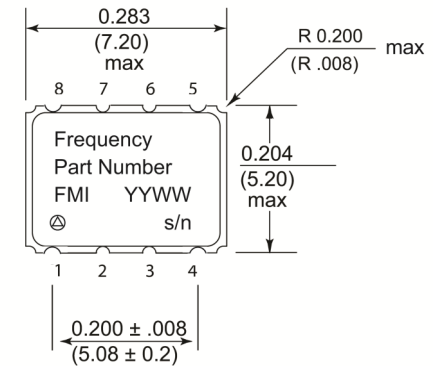 0.283
(7.20)
max
R 0.200
(R .008)
max
8 7 6 5
Frequency
Part Number
FMI YYWW
s/n
0.204
(5.20)
max
1 2 3 4
0.200 ± .008
(5.08 ± 0.2)